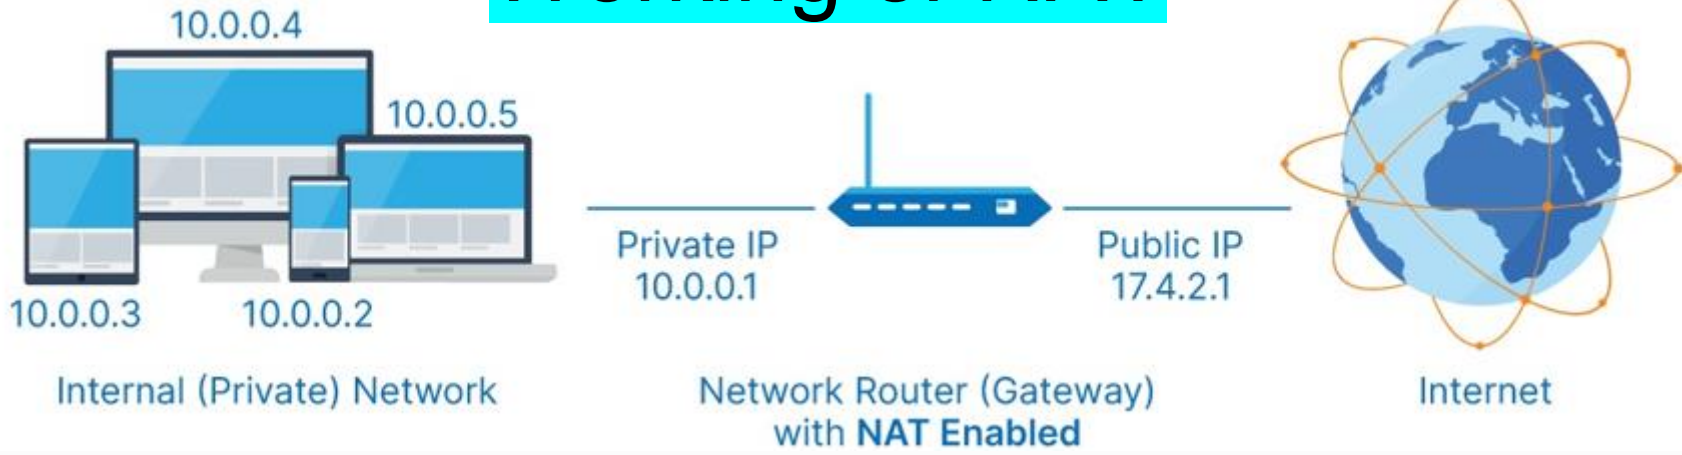 10.0.0.4
10.0.0.5
10.0.0.3
10.0.0.2
Internal (Private) Network
Private IP
10.0.0.1
Public IP
17.4.2.1
Network Router (Gateway)
with NAT Enabled
Internet